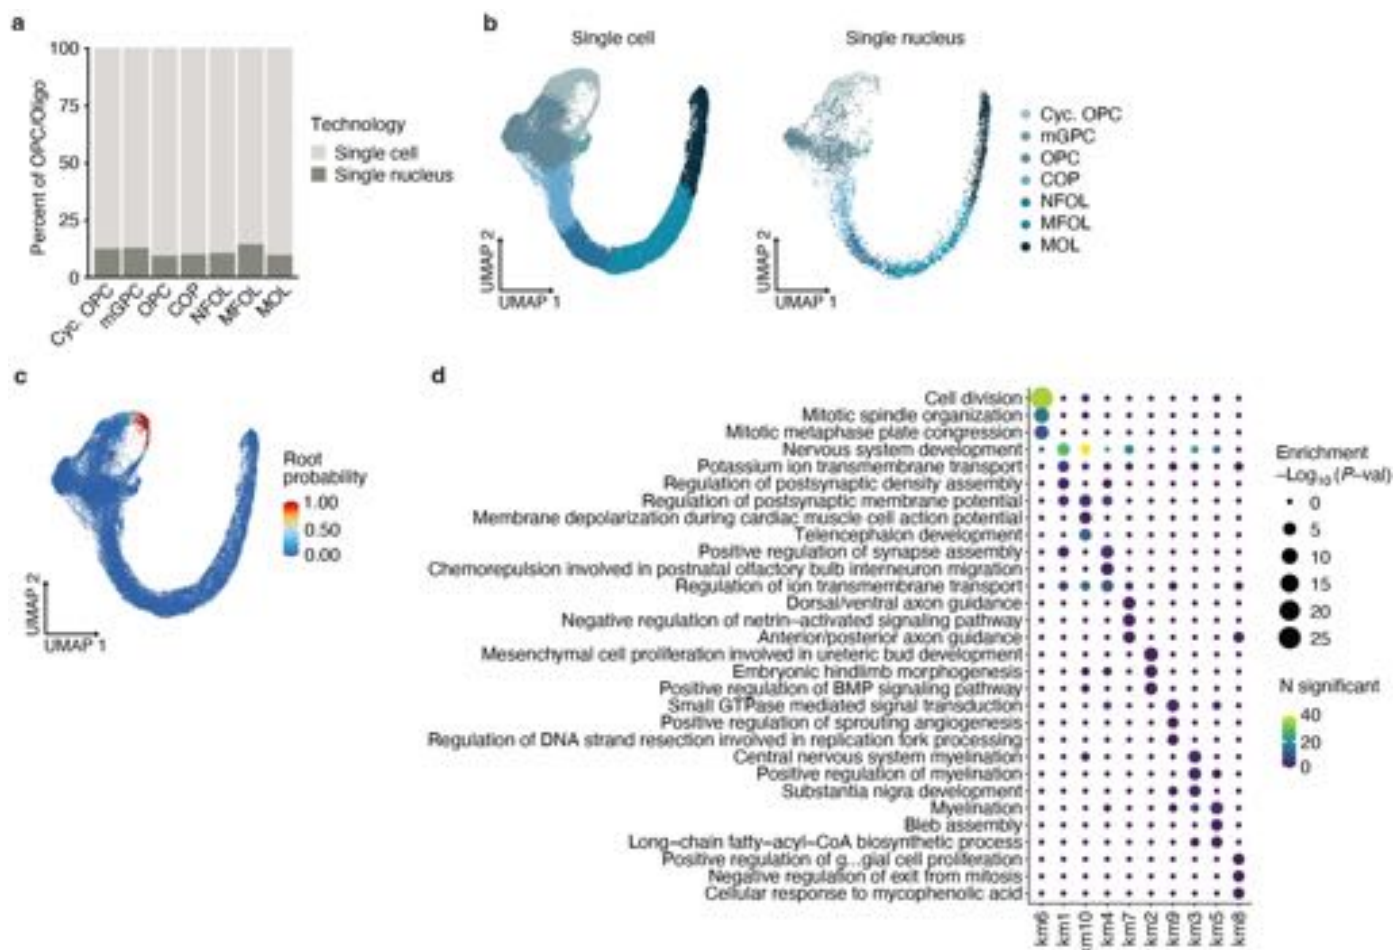 a
100
75
50
25
0
Percent of OPC/Oligo
Cyc. OPC
mGPC
OPC
COP
NFOL
MFOL
MOL
Technology
Single cell
Single nucleus
b
Single cell
Single nucleus
UMAP 2
UMAP 1
UMAP 2
UMAP 1
Cyc. OPC
mGPC
OPC
COP
NFOL
MFOL
MOL
c
Root
probability
1.00
0.50
0.00
UMAP 2
UMAP 1
d
Cell division
Mitotic spindle organization
Mitotic metaphase plate congression
Nervous system development
Potassium ion transmembrane transport
Regulation of postsynaptic density assembly
Regulation of postsynaptic membrane potential
Membrane depolarization during cardiac muscle cell action potential
Telencephalon development
Positive regulation of synapse assembly
Chemorepulsion involved in postnatal olfactory bulb interneuron migration
Regulation of ion transmembrane transport
Dorsal/ventral axon guidance
Negative regulation of netrin–activated signaling pathway
Anterior/posterior axon guidance
Mesenchymal cell proliferation involved in ureteric bud development
Embryonic hindlimb morphogenesis
Positive regulation of BMP signaling pathway
Small GTPase mediated signal transduction
Positive regulation of sprouting angiogenesis
Regulation of DNA strand resection involved in replication fork processing
Central nervous system myelination
Positive regulation of myelination
Substantia nigra development
Myelination
Bleb assembly
Long–chain fatty–acyl–CoA biosynthetic process
Positive regulation of g...gial cell proliferation
Negative regulation of exit from mitosis
Cellular response to mycophenolic acid
km6
km1
km10
km4
km7
km2
km9
km3
km5
km8
Enrichment
–Log10 (P–val)
0
5
10
15
20
25
N significant
40
20
0